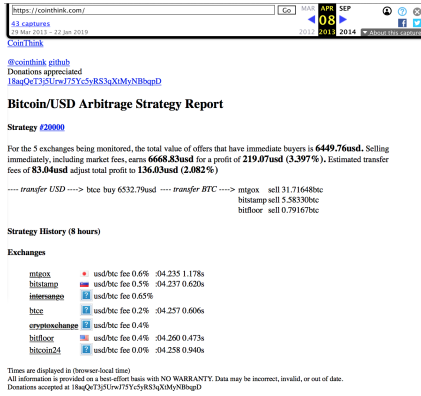 https://cointhink.com/ Go MAR APR SEP
43 captures 08
29 Mar 2013 – 22 Jan 2019 2012 2013 2014 ▼ About this capture
CoinThink
@cointhink github
Donations appreciated
18aqQeT3j5UrwJ75Yc5yRS3qXtMyNBbqpD
Bitcoin/USD Arbitrage Strategy Report
Strategy #20000
For the 5 exchanges being monitored, the total value of offers that have immediate buyers is 6449.76usd. Selling
immediately, including market fees, earns 6668.83usd for a profit of 219.07usd (3.397%). Estimated transfer
fees of 83.04usd adjust total profit to 136.03usd (2.082%)
---- transfer USD ----> btce buy 6532.79usd ---- transfer BTC ----> mtgox sell 31.71648btc
bitstamp sell 5.58330btc
bitfloor sell 0.79167btc
Strategy History (8 hours)
Exchanges
mtgox usd/btc fee 0.6% :04.235 1.178s
bitstamp usd/btc fee 0.5% :04.237 0.620s
intersango ? usd/btc fee 0.65%
btce ? usd/btc fee 0.2% :04.257 0.606s
cryptoxchange ? usd/btc fee 0.4%
bitfloor usd/btc fee 0.4% :04.260 0.473s
bitcoin24 ? usd/btc fee 0.0% :04.258 0.940s
Times are displayed in (browser-local time)
All information is provided on a best-effort basis with NO WARRANTY. Data may be incorrect, invalid, or out of date.
Donations accepted at 18aqQeT3j5UrwJ75Yc5yRS3qXtMyNBbqpD